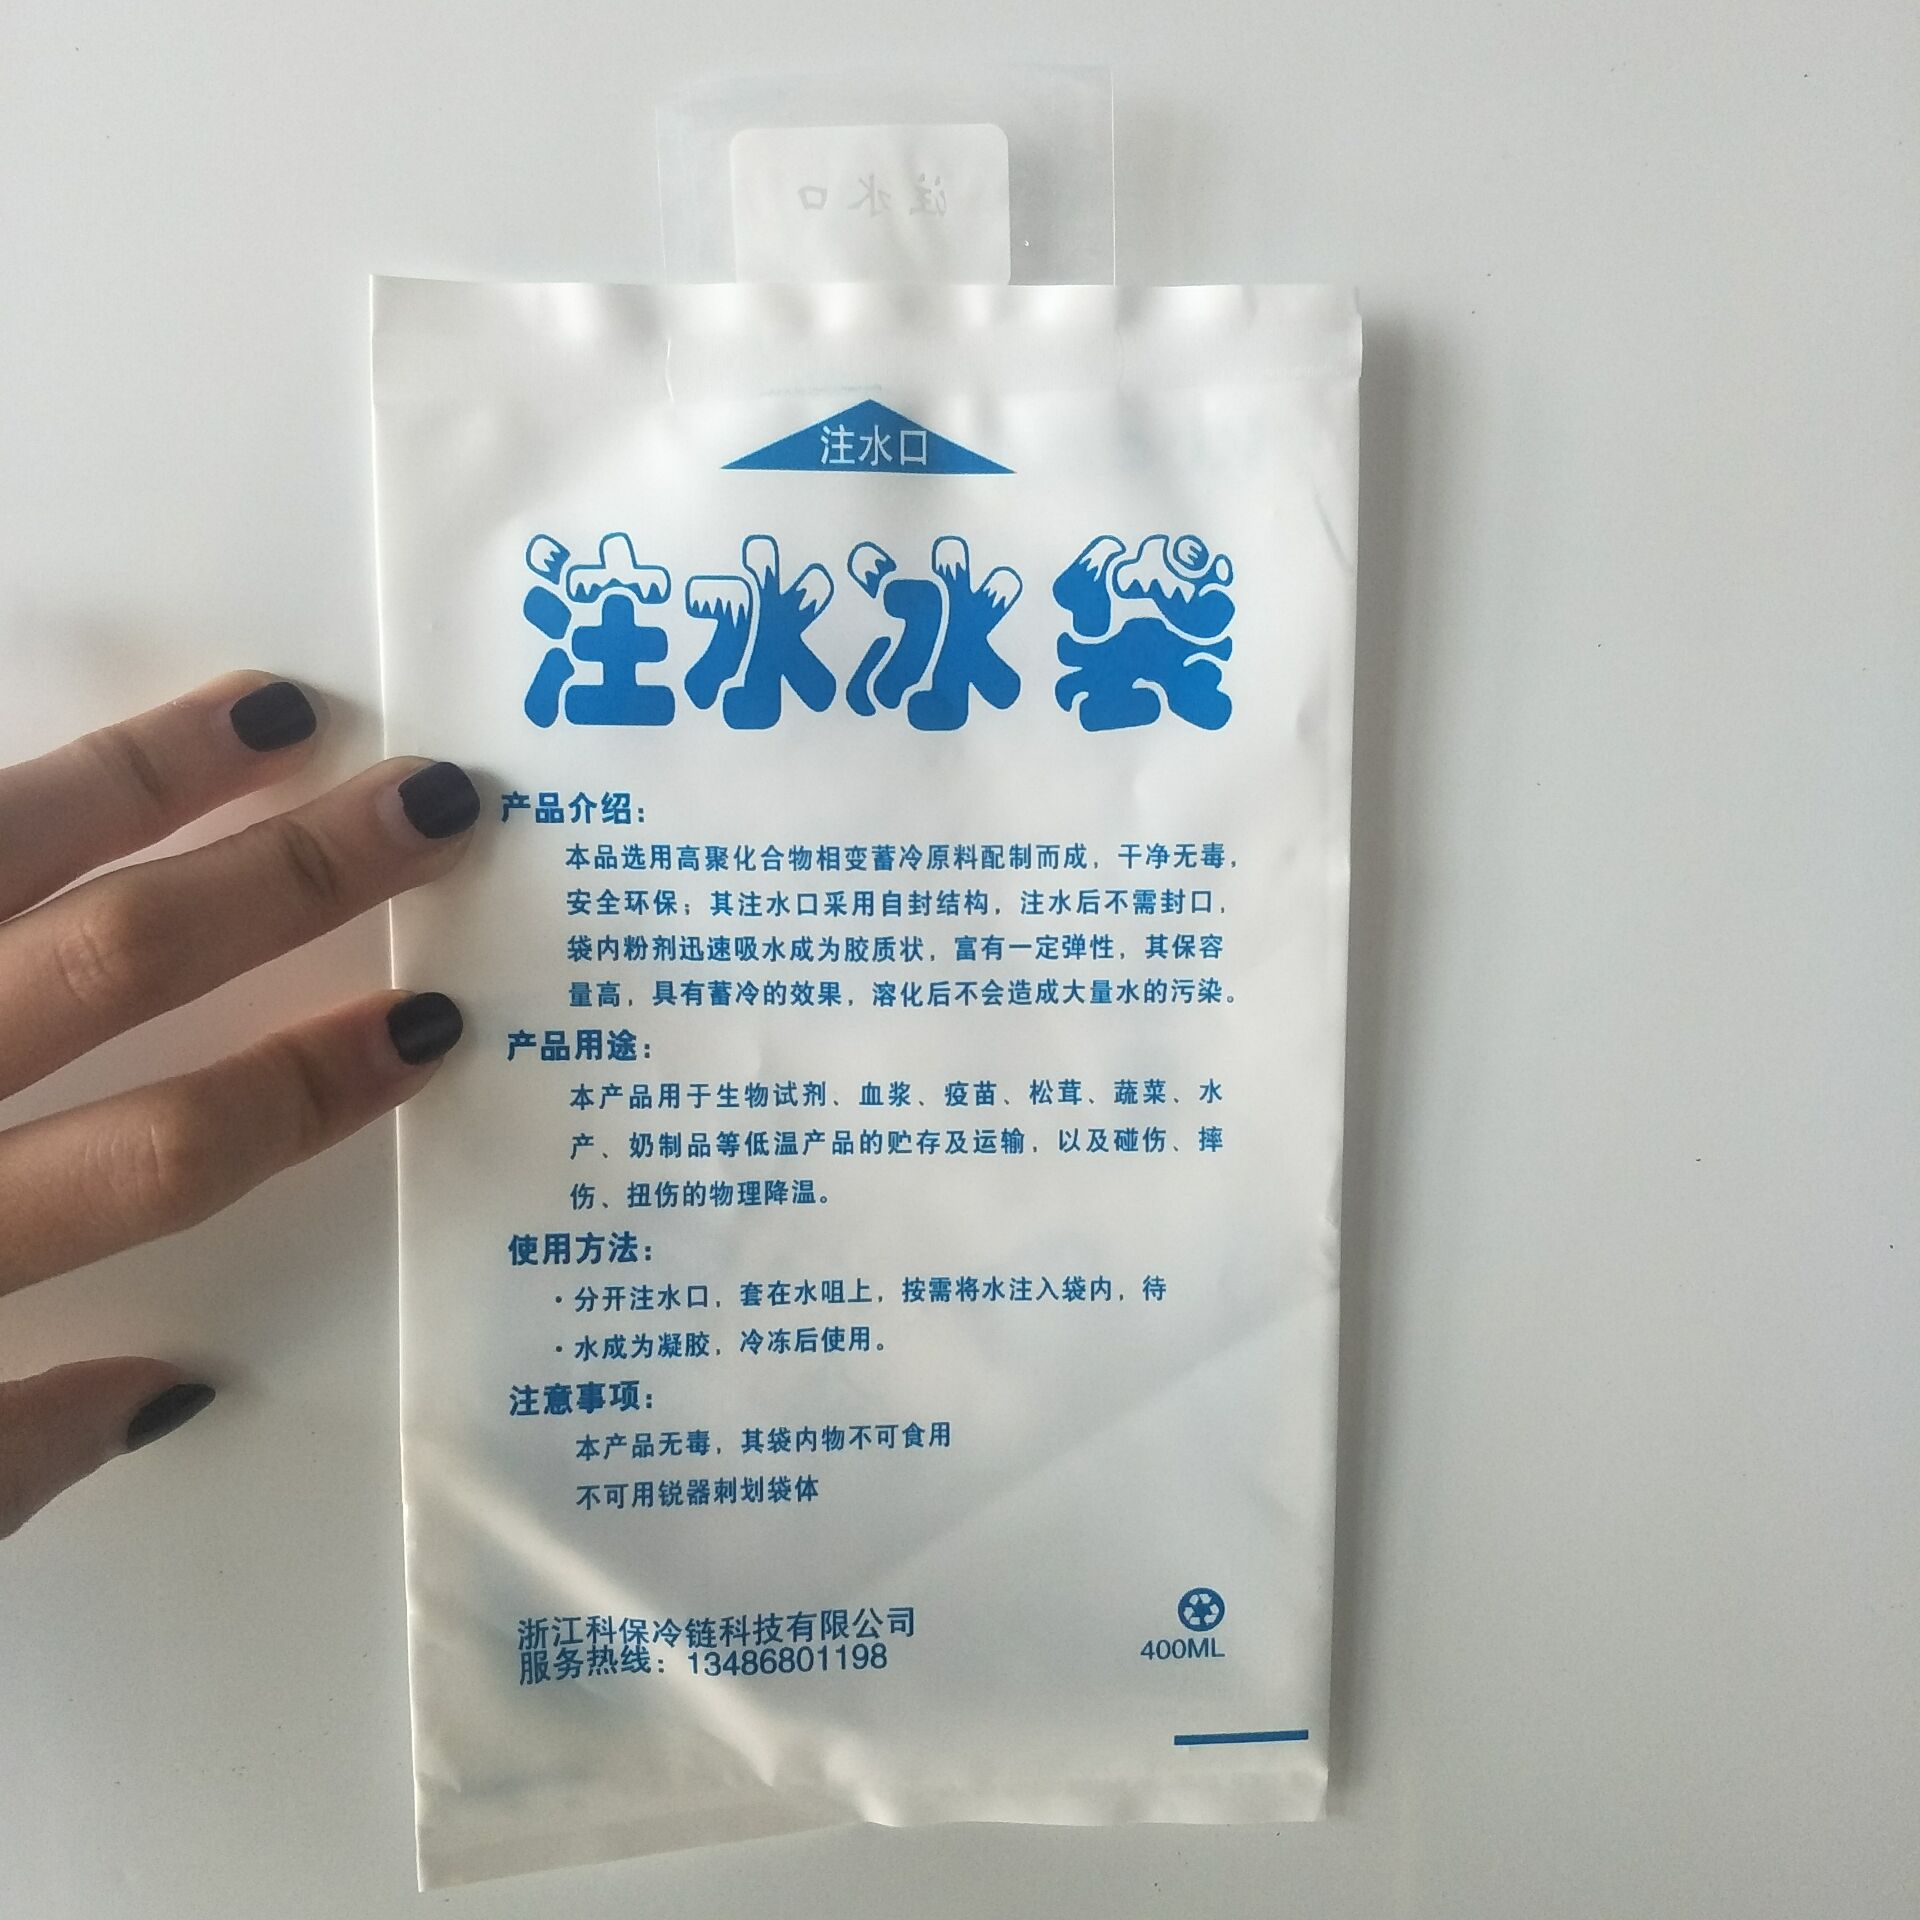 注水口
注水口
注水冰袋
产品介绍：
本品选用高聚化合物相变蓄冷原料配制而成，干净无毒，
安全环保；其注水口采用自封结构，注水后不需封口，
袋内粉剂迅速吸水成为胶质状，富有一定弹性，其保容
量高，具有蓄冷的效果，溶化后不会造成大量水的污染。
产品用途：
本产品用于生物试剂、血浆、疫苗、松茸、蔬菜、水
产、奶制品等低温产品的贮存及运输，以及碰伤、摔
伤、扭伤的物理降温。
使用方法：
·分开注水口，套在水咀上，按需将水注入袋内，待
·水成为凝胶，冷冻后使用。
注意事项：
本产品无毒，其袋内物不可食用
不可用锐器刺划袋体
浙江科保冷链科技有限公司
服务热线：13486801198
400ML